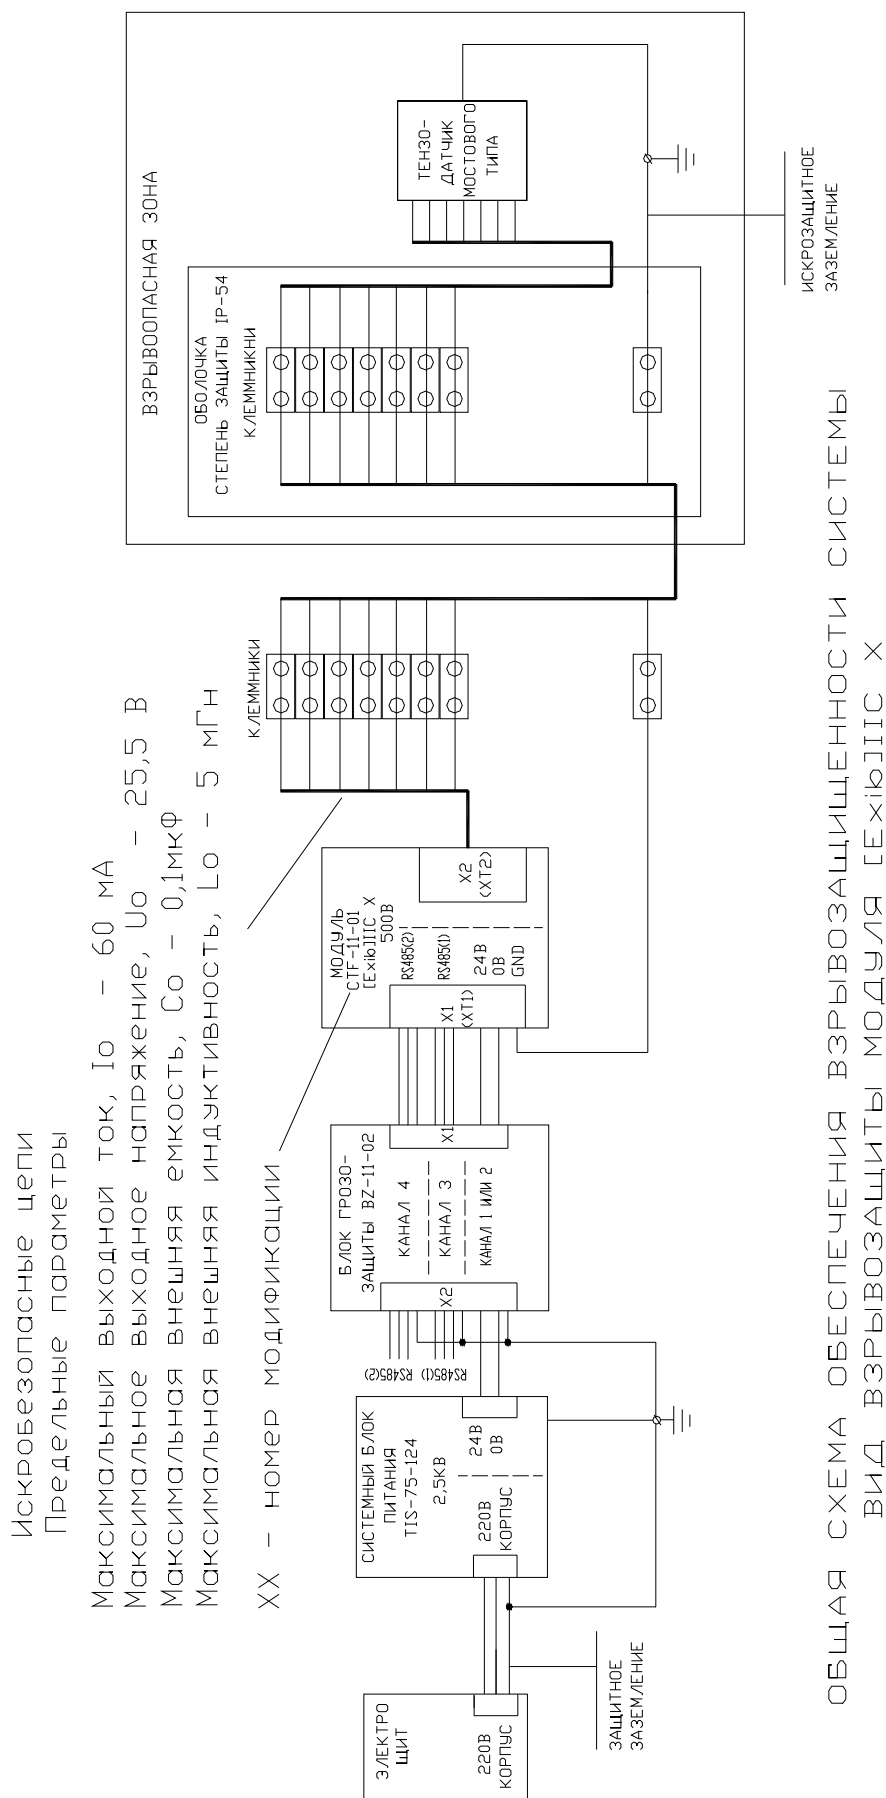 Искробезопасные цепи
Предельные параметры
Максимальный выходной ток, Io - 60 мА
Максимальное выходное напряжение, Uo - 25,5 В
Максимальная внешняя емкость, Co - 0,1мкФ
Максимальная внешняя индуктивность, Lo - 5 мГн
XX - номер модификации
ЭЛЕКТРО
ЩИТ
220В
КОРПУС
ЗАЩИТНОЕ
ЗАЗЕМЛЕНИЕ
СИСТЕМНЫЙ БЛОК
ПИТАНИЯ
TIS-75-124
2,5КВ
220В
КОРПУС
24В
0В
RS485(2)
RS485(1)
БЛОК ГРОЗО-
ЗАЩИТЫ BZ-11-02
X2
КАНАЛ 4
КАНАЛ 3
КАНАЛ 1 ИЛИ 2
X1
МОДУЛЬ
CTF-11-01
[Exib]IIC X
500В
X1
(XT1)
RS485(2)
RS485(1)
24В
0В
GND
X2
(XT2)
КЛЕММНИКИ
ВЗРЫВООПАСНАЯ ЗОНА
ОБОЛОЧКА
СТЕПЕНЬ ЗАЩИТЫ IP-54
КЛЕММНИКНИ
ТЕНЗО-
ДАТЧИК
МОСТОВОГО
ТИПА
ИСКРОЗАЩИТНОЕ
ЗАЗЕМЛЕНИЕ
ОБЩАЯ СХЕМА ОБЕСПЕЧЕНИЯ ВЗРЫВОЗАЩИЩЕННОСТИ СИСТЕМЫ
ВИД ВЗРЫВОЗАЩИТЫ МОДУЛЯ [Exib]IIC X